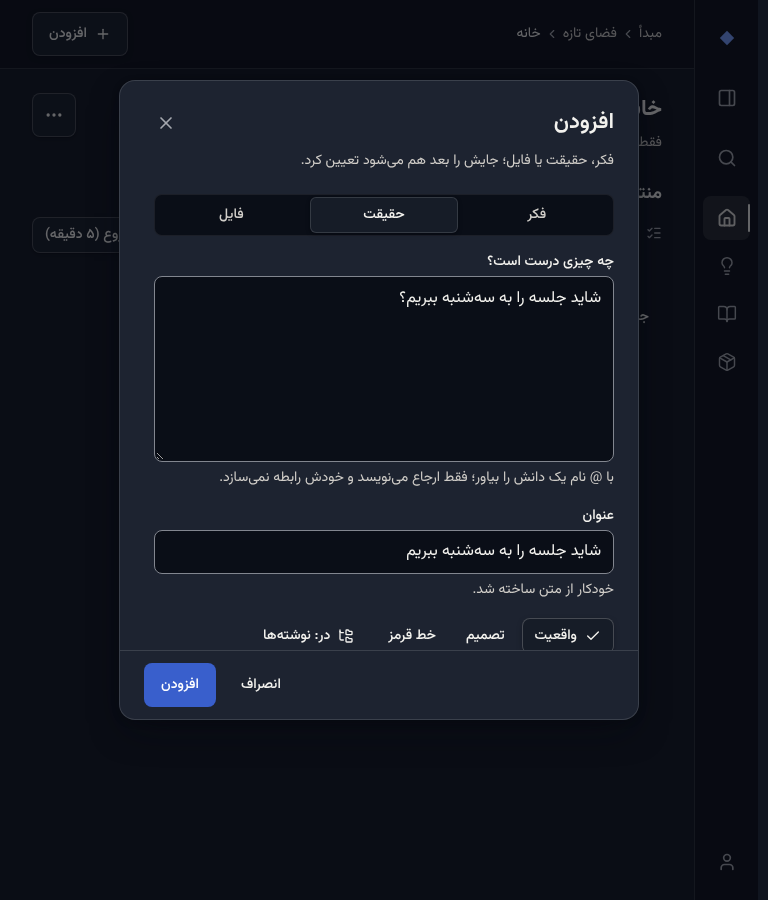 مبدأ › فضای تازه › خانه
افزودن
افزودن
فکر، حقیقت یا فایل؛ جایش را بعد هم می‌شود تعیین کرد.
فکر
حقیقت
فایل
چه چیزی درست است؟
شاید جلسه را به سه‌شنبه ببریم؟
با @ نام یک دانش را بیاور؛ فقط ارجاع می‌نویسد و خودش رابطه نمی‌سازد.
عنوان
شاید جلسه را به سه‌شنبه ببریم
خودکار از متن ساخته شد.
واقعیت
تصمیم
خط قرمز
در: نوشته‌ها
انصراف
افزودن
(۵ دقیقه)